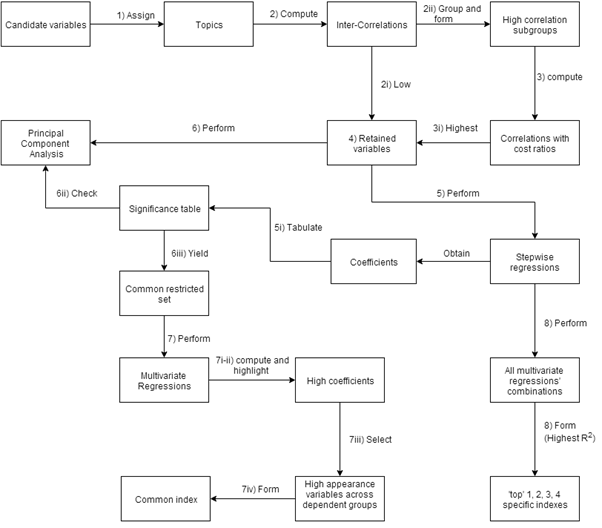 Candidate variables
1) Assign
Topics
2) Compute
Inter-Correlations
2ii) Group and
form
High correlation
subgroups
2i) Low
3) compute
Principal
Component
Analysis
6) Perform
4) Retained
variables
3i) Highest
Correlations with
cost ratios
6ii) Check
5) Perform
Significance table
5i) Tabulate
Coefficients
Obtain
Stepwise
regressions
6iii) Yield
Common restricted
set
7) Perform
8) Perform
Multivariate
Regressions
7i-ii) compute and
highlight
High coefficients
All multivariate
regressions'
combinations
7iii) Select
8) Form
(Highest R²)
Common index
7iv) Form
High appearance
variables across
dependent groups
'top' 1, 2, 3, 4
specific indexes